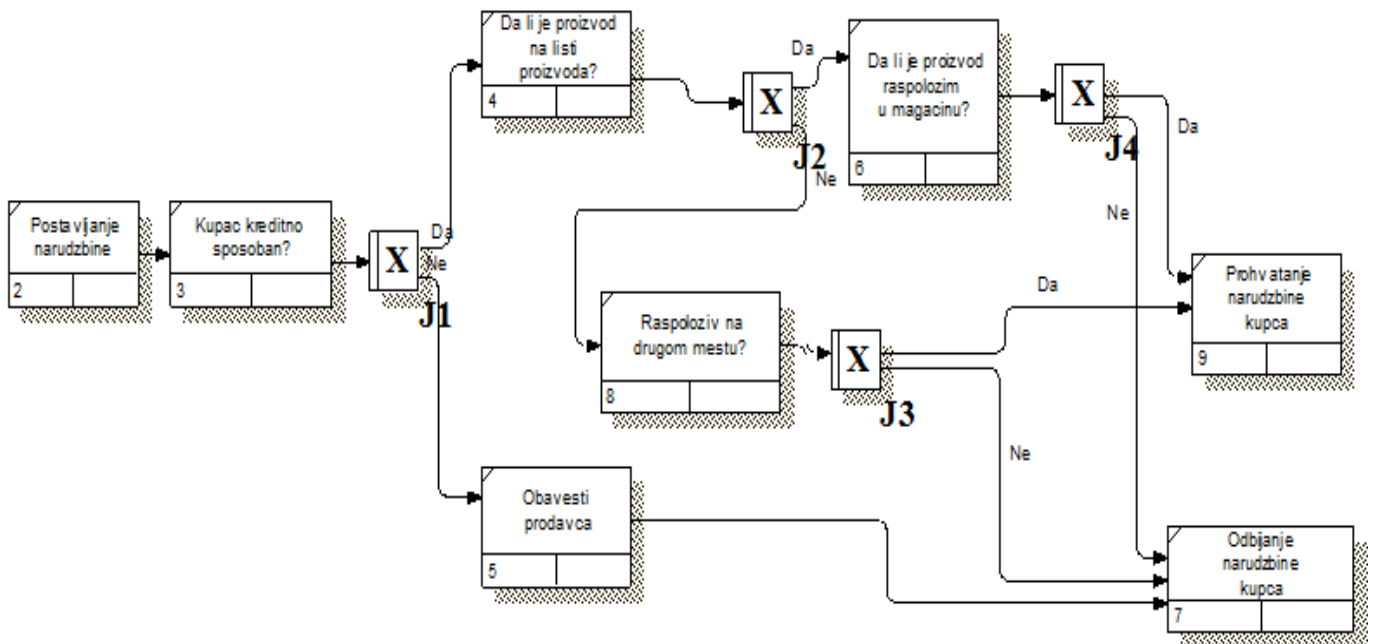 Da li je proizvod
na listi
proizvoda?
4
Da
X
J2
Ne
Da li je proizvod
raspolozim
u magacinu?
6
X
J4
Da
Ne
Postavljanje
narudzbine
2
Kupac kreditno
sposoban?
3
X
J1
Da
Ne
Raspoloziv na
drugom mestu?
8
X
J3
Da
Ne
Prohvatanje
narudzbine
kupca
9
Obavesti
prodavca
5
Odbijanje
narudzbine
kupca
7